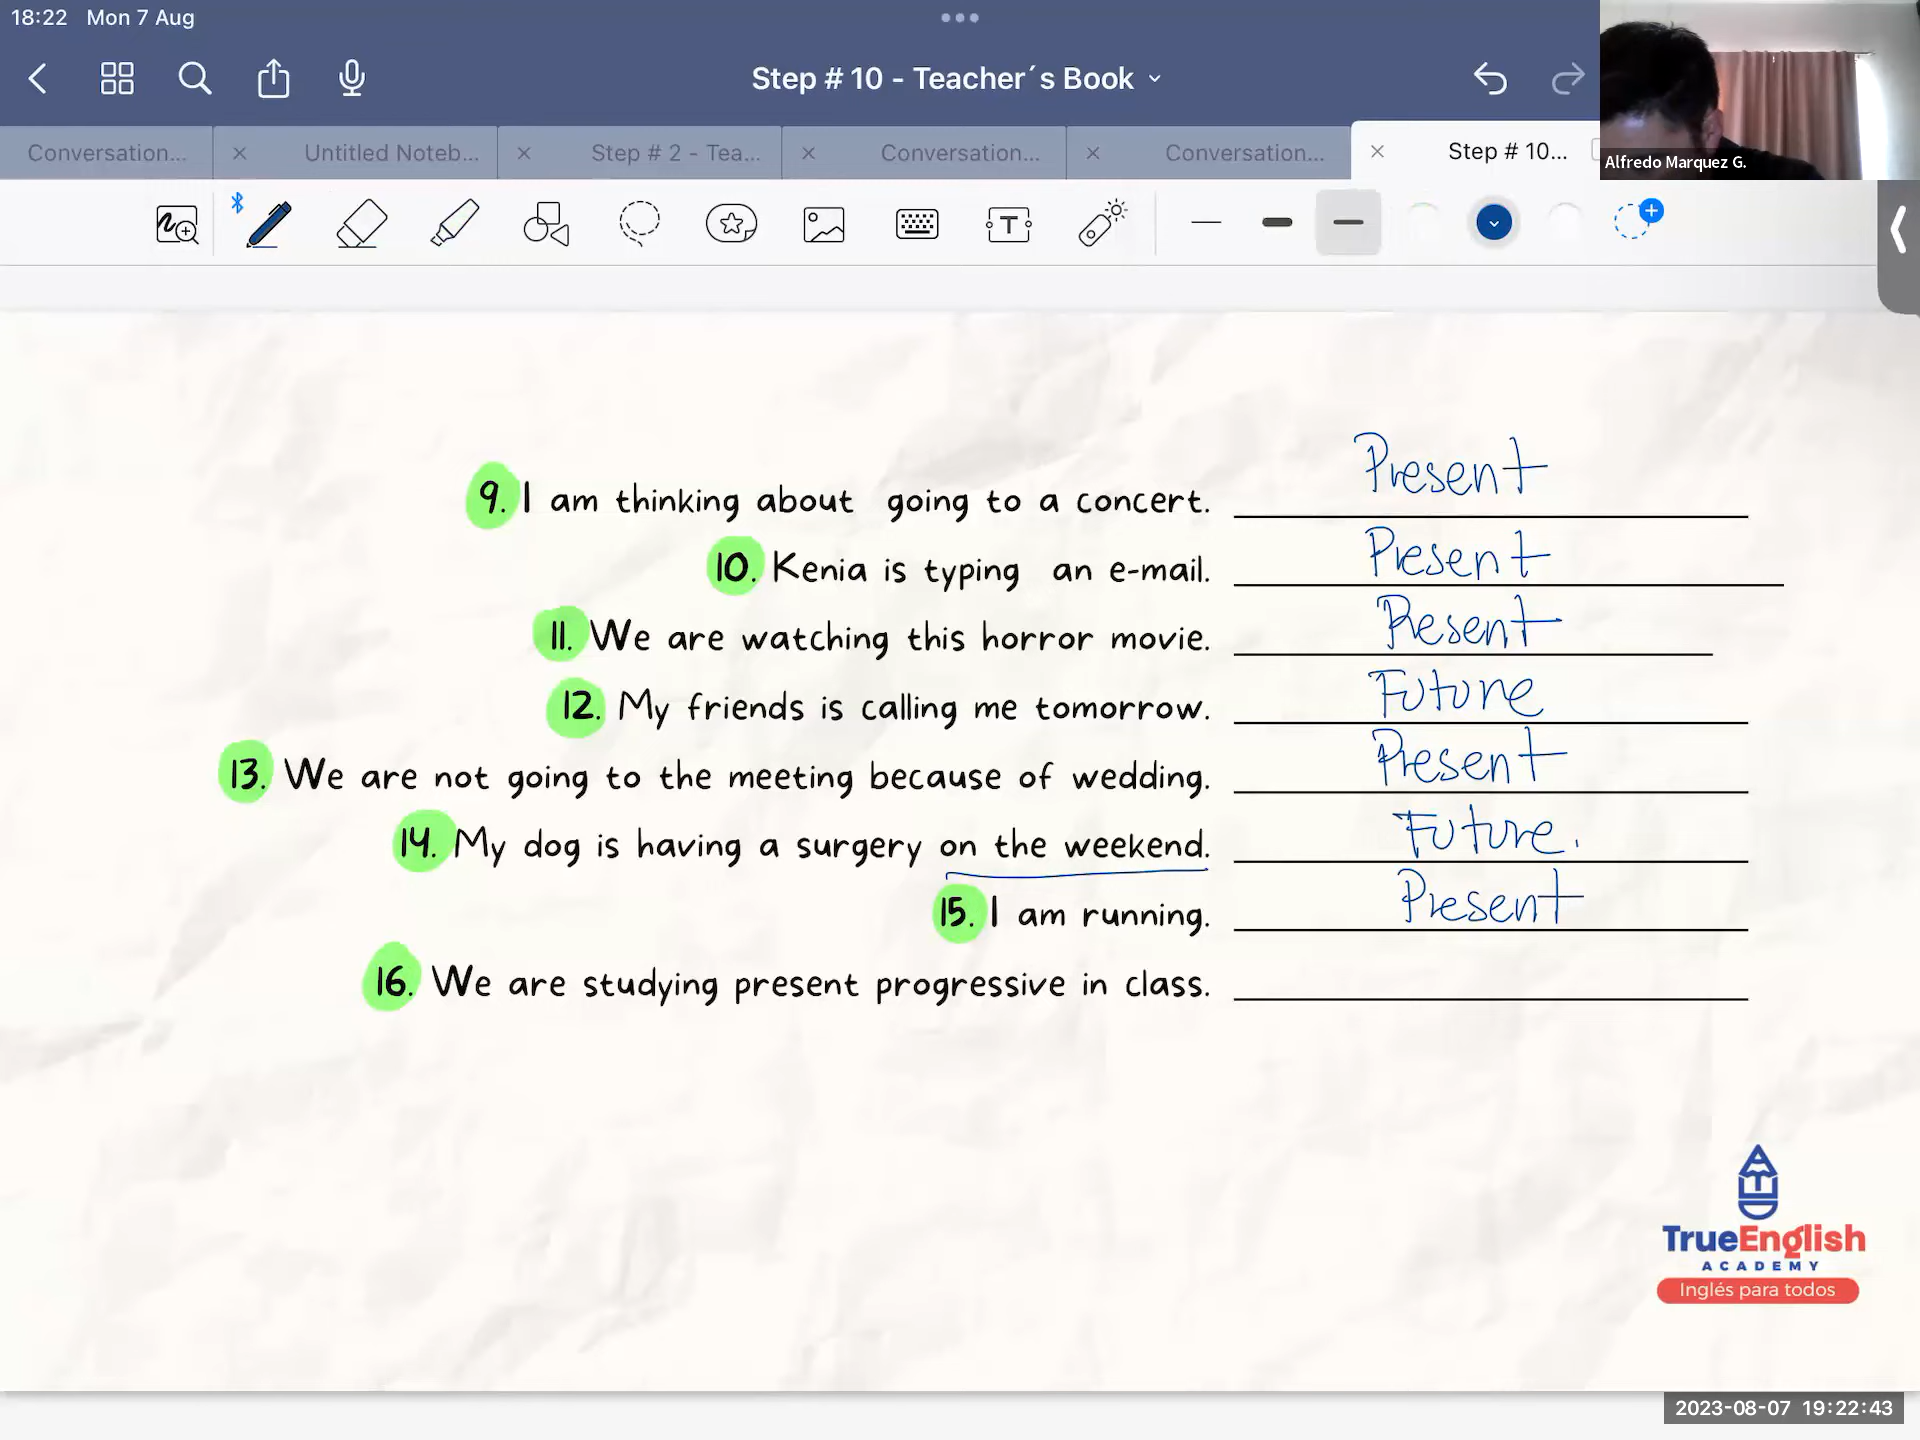 18:22 Mon 7 Aug
Step # 10 - Teacher´s Book
Conversation...
Untitled Noteb...
Step # 2 - Tea...
Conversation...
Conversation...
Step # 10...
Alfredo Marquez G.
9. I am thinking about going to a concert. Present
10. Kenia is typing an e-mail. Present
11. We are watching this horror movie. Present
12. My friends is calling me tomorrow. Future
13. We are not going to the meeting because of wedding. Present
14. My dog is having a surgery on the weekend. Future.
15. I am running. Present
16. We are studying present progressive in class.
TrueEnglish
ACADEMY
Inglés para todos
2023-08-07 19:22:43